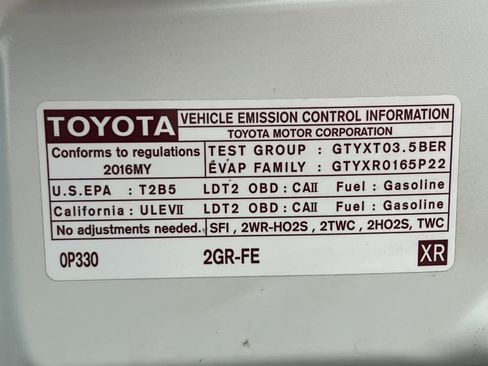 TOYOTA VEHICLE EMISSION CONTROL INFORMATION
TOYOTA MOTOR CORPORATION
Conforms to regulations TEST GROUP : GTYXT03.5BER
2016MY EVAP FAMILY : GTYXR0165P22
U.S.EPA : T2B5 LDT2 OBD : CAII Fuel : Gasoline
California : ULEVII LDT2 OBD : CAII Fuel : Gasoline
No adjustments needed. SFI , 2WR-HO2S , 2TWC , 2HO2S, TWC
0P330 2GR-FE XR